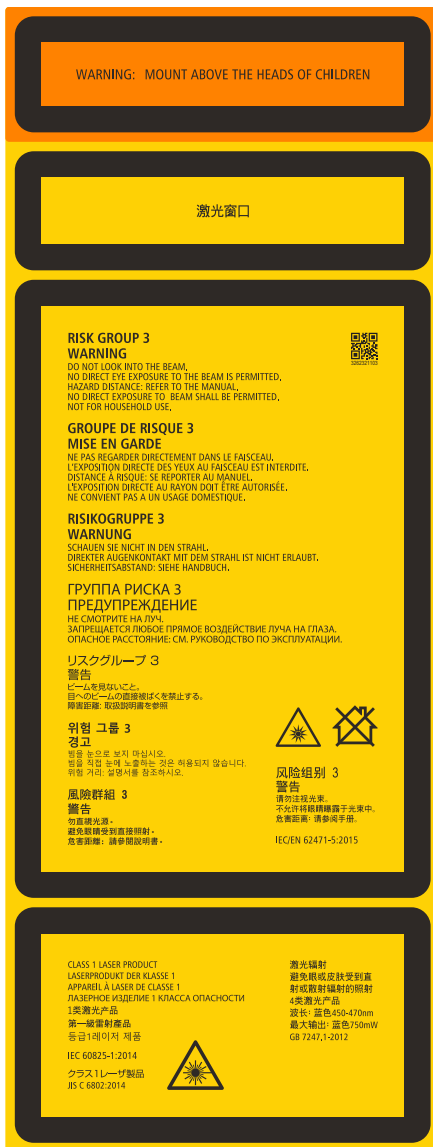 WARNING: MOUNT ABOVE THE HEADS OF CHILDREN
激光窗口
RISK GROUP 3
WARNING
DO NOT LOOK INTO THE BEAM,
NO DIRECT EYE EXPOSURE TO THE BEAM IS PERMITTED,
HAZARD DISTANCE: REFER TO THE MANUAL,
NO DIRECT EXPOSURE TO BEAM SHALL BE PERMITTED,
NOT FOR HOUSEHOLD USE,
3262321103
GROUPE DE RISQUE 3
MISE EN GARDE
NE PAS REGARDER DIRECTEMENT DANS LE FAISCEAU.
L'EXPOSITION DIRECTE DES YEUX AU FAISCEAU EST INTERDITE.
DISTANCE À RISQUE: SE REPORTER AU MANUEL.
L'EXPOSITION DIRECTE AU RAYON DOIT ÊTRE AUTORISÉE.
NE CONVIENT PAS A UN USAGE DOMESTIQUE.
RISIKOGRUPPE 3
WARNUNG
SCHAUEN SIE NICHT IN DEN STRAHL.
DIREKTER AUGENKONTAKT MIT DEM STRAHL IST NICHT ERLAUBT.
SICHERHEITSABSTAND: SIEHE HANDBUCH.
ГРУППА РИСКА 3
ПРЕДУПРЕЖДЕНИЕ
НЕ СМОТРИТЕ НА ЛУЧ.
ЗАПРЕЩАЕТСЯ ЛЮБОЕ ПРЯМОЕ ВОЗДЕЙСТВИЕ ЛУЧА НА ГЛАЗА.
ОПАСНОЕ РАССТОЯНИЕ: СМ. РУКОВОДСТВО ПО ЭКСПЛУАТАЦИИ.
リスクグループ 3
警告
ビームを見ないこと。
目へのビームの直接被ばくを禁止する。
障害距離: 取扱説明書を参照
위험 그룹 3
경고
빔을 눈으로 보지 마십시오.
빔을 직접 눈에 노출하는 것은 허용되지 않습니다.
위험 거리: 설명서를 참조하시오.
風險群組 3
警告
勿直視光源。
避免眼睛受到直接照射。
危害距離: 請參閱說明書。
风险组别 3
警告
请勿注视光束。
不允许将眼睛曝露于光束中。
危害距离: 请参阅手册。
IEC/EN 62471-5:2015
CLASS 1 LASER PRODUCT
LASERPRODUKT DER KLASSE 1
APPAREIL À LASER DE CLASSE 1
ЛАЗЕРНОЕ ИЗДЕЛИЕ 1 КЛАССА ОПАСНОСТИ
1类激光产品
第一級雷射產品
등급1레이저 제품
IEC 60825-1:2014
クラス1レーザ製品
JIS C 6802:2014
激光辐射
避免眼或皮肤受到直
射或散射辐射的照射
4类激光产品
波长: 蓝色450-470nm
最大输出: 蓝色750mW
GB 7247,1-2012